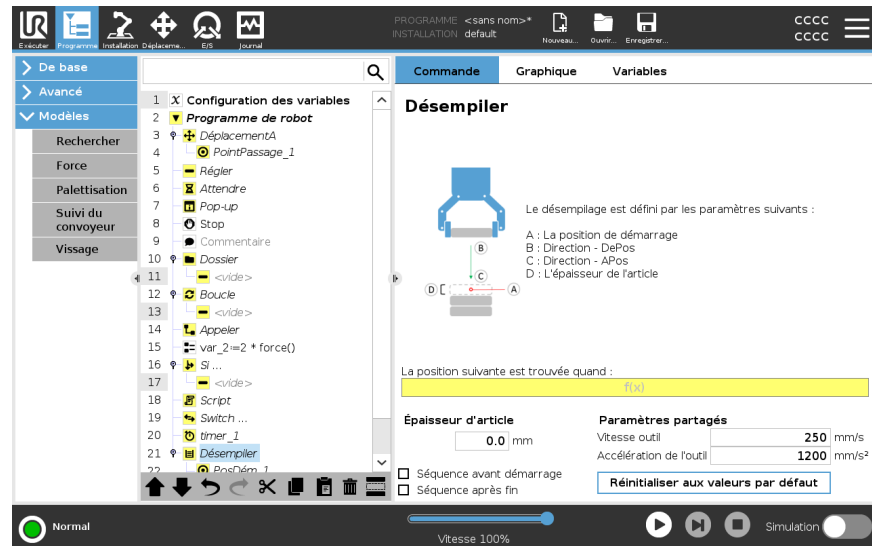 PROGRAMME <sans nom>*
INSTALLATION default
UR
Exécuter
Programme
Installation
Déplaceme...
E/S
Journal
Nouveau...
Ouvrir...
Enregistrer...
CCCC
CCCC
De base
Avancé
Modèles
Rechercher
Force
Palettisation
Suivi du
convoyeur
Vissage
1 X Configuration des variables
2 Programme de robot
3 DéplacementA
4 PointPassage_1
5 Régler
6 Attendre
7 Pop-up
8 Stop
9 Commentaire
10 Dossier
11 <vide>
12 Boucle
13 <vide>
14 Appeler
15 var_2:=2 * force()
16 Si ...
17 <vide>
18 Script
19 Switch ...
20 timer_1
21 Désempiler
22 PosDém_1
Commande Graphique Variables
Désempiler
B
C
D
A
Le désempilage est défini par les paramètres suivants :
A : La position de démarrage
B : Direction - DePos
C : Direction - APos
D : L'épaisseur de l'article
La position suivante est trouvée quand :
f(x)
Épaisseur d'article
0.0 mm
Séquence avant démarrage
Séquence après fin
Paramètres partagés
Vitesse outil 250 mm/s
Accélération de l'outil 1200 mm/s²
Réinitialiser aux valeurs par défaut
Normal
Vitesse 100%
Simulation